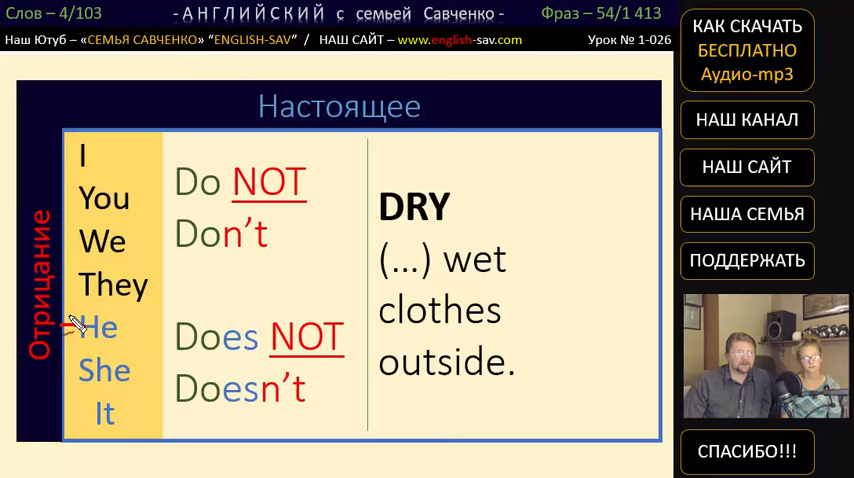 Слов – 4/103
- АНГЛИЙСКИЙ с семьей Савченко -
Фраз – 54/1 413
Наш Ютуб – «СЕМЬЯ САВЧЕНКО» “ENGLISH-SAV” / НАШ САЙТ – www.english-sav.com
Урок № 1-026
Настоящее
Отрицание
I
You
We
They
He
She
It
Do NOT
Don’t
Does NOT
Doesn’t
DRY
(…) wet
clothes
outside.
КАК СКАЧАТЬ
БЕСПЛАТНО
Аудио-mp3
НАШ КАНАЛ
НАШ САЙТ
НАША СЕМЬЯ
ПОДДЕРЖАТЬ
СПАСИБО!!!